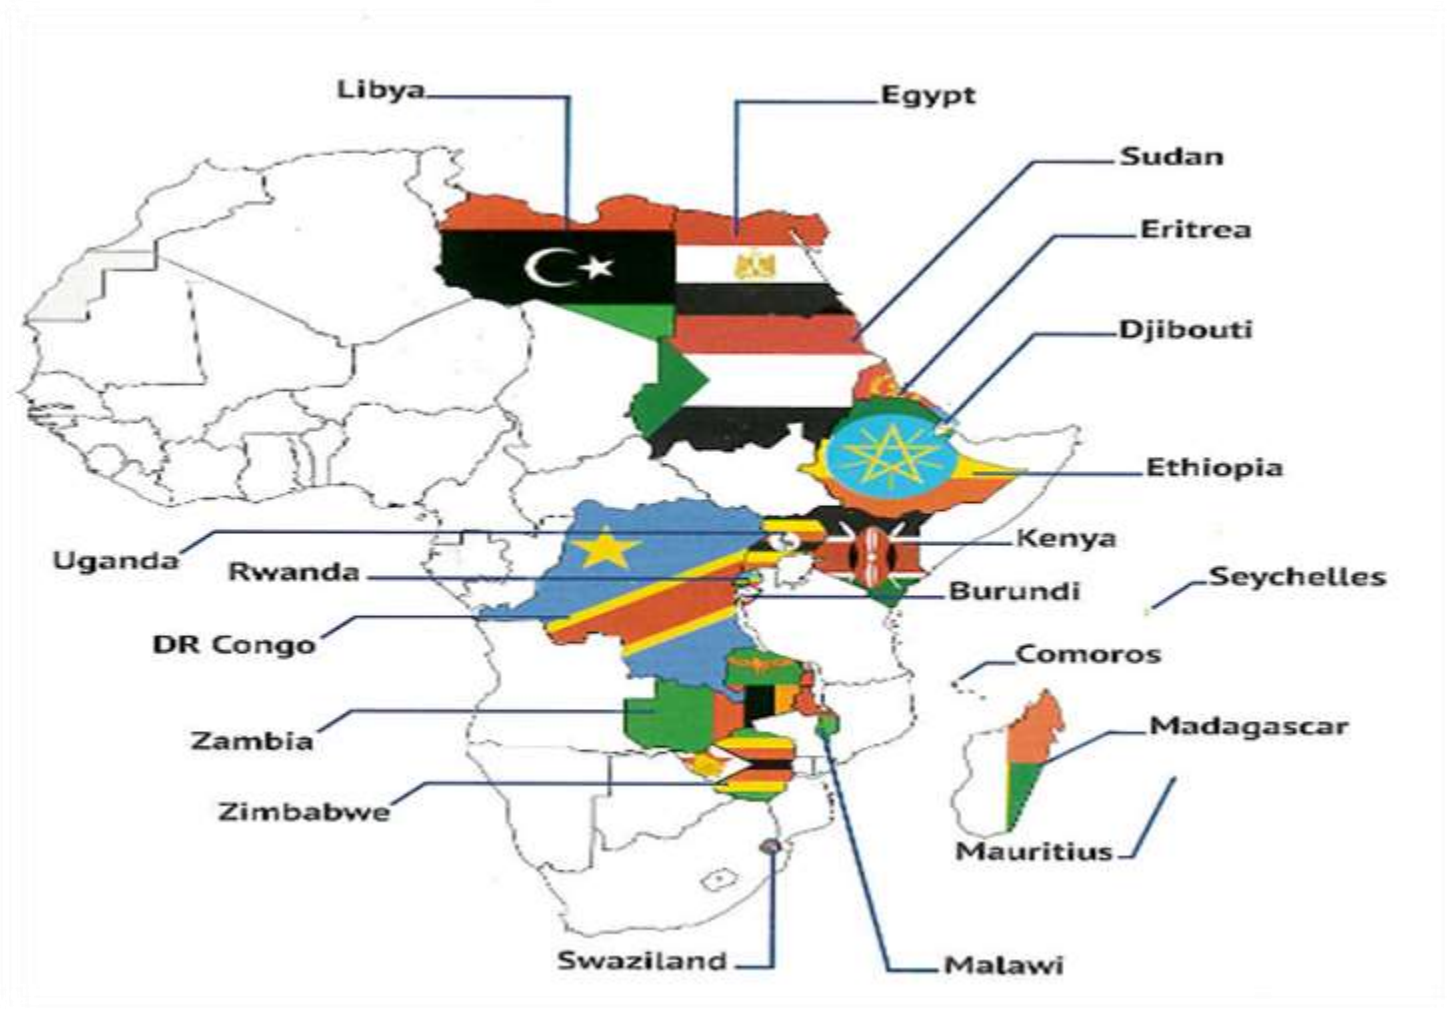 Libya
Egypt
Sudan
Eritrea
Djibouti
Ethiopia
Kenya
Uganda
Rwanda
Burundi
Seychelles
DR Congo
Comoros
Zambia
Madagascar
Zimbabwe
Mauritius
Swaziland
Malawi